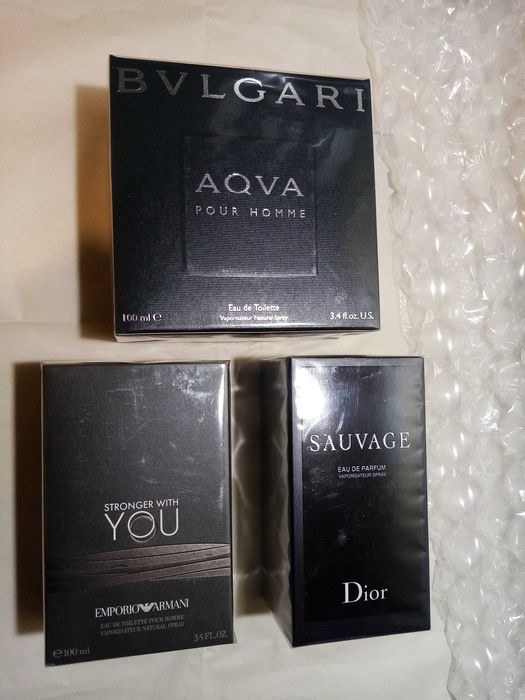 BVLGARI
AQVA
POUR HOMME
Eau de Toilette
100 ml ℮ Vaporisateur Natural Spray 3.4 fl.oz. U.S.
STRONGER WITH
YOU
EMPORIO ARMANI
EAU DE TOILETTE POUR HOMME
VAPORISATEUR NATURAL SPRAY
℮ 100 ml 3.4 FL.OZ.
SAUVAGE
EAU DE PARFUM
VAPORISATEUR SPRAY
Dior